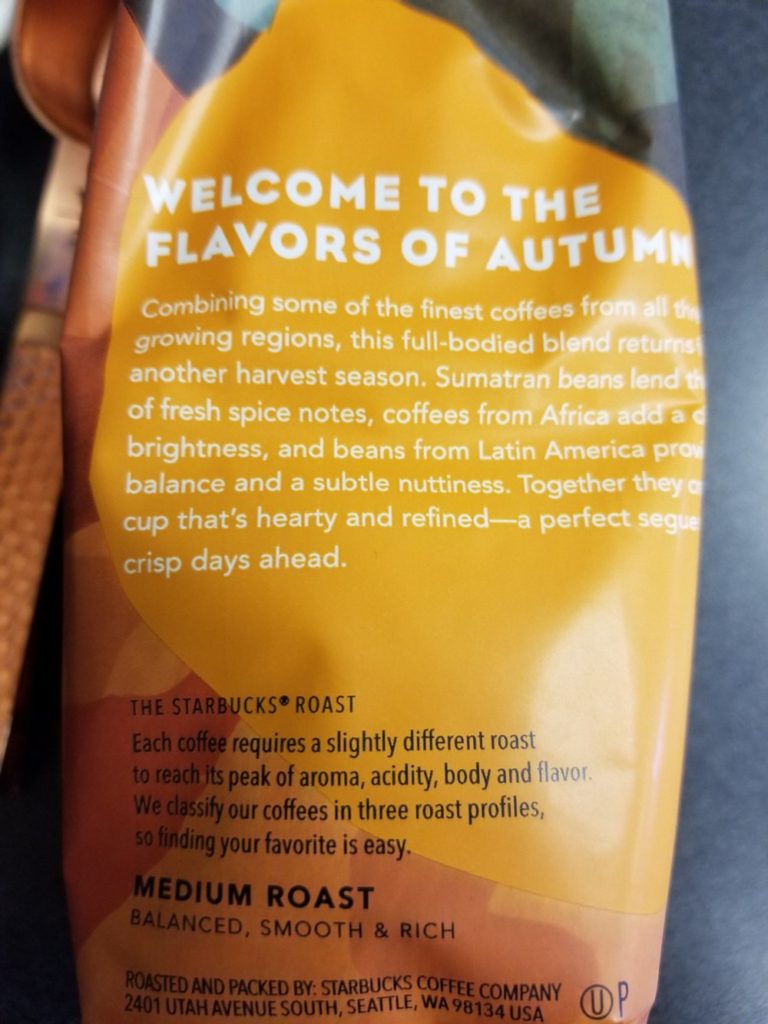 WELCOME TO THE
FLAVORS OF AUTUMN
Combining some of the finest coffees from all
growing regions, this full-bodied blend returns
another harvest season. Sumatran beans lend
of fresh spice notes, coffees from Africa add a
brightness, and beans from Latin America
balance and a subtle nuttiness. Together they
cup that's hearty and refined—a perfect segue
crisp days ahead.
THE STARBUCKS® ROAST
Each coffee requires a slightly different roast
to reach its peak of aroma, acidity, body and flavor.
We classify our coffees in three roast profiles,
so finding your favorite is easy.
MEDIUM ROAST
BALANCED, SMOOTH & RICH
ROASTED AND PACKED BY: STARBUCKS COFFEE COMPANY
2401 UTAH AVENUE SOUTH, SEATTLE, WA 98134 USA
Ⓤ P